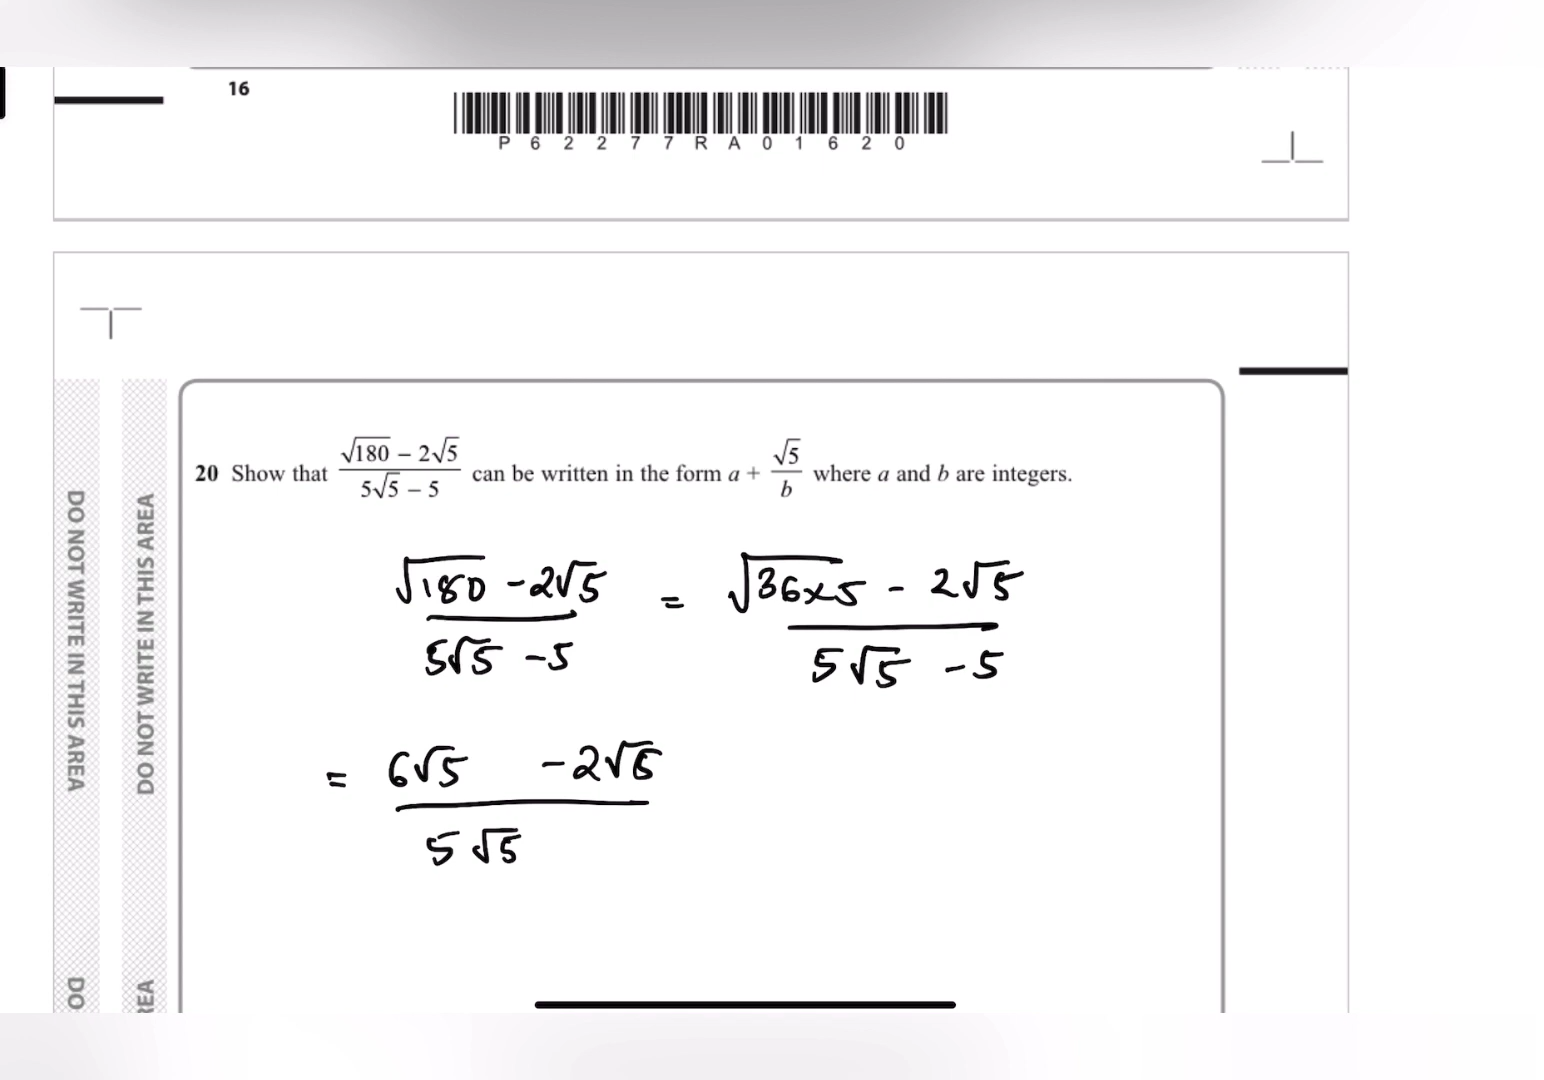 16
P 6 2 2 7 7 R A 0 1 6 2 0
DO NOT WRITE IN THIS AREA
DO NOT WRITE IN THIS AREA
DO
REA
20 Show that (√180 – 2√5)/(5√5 – 5) can be written in the form a + √5/b where a and b are integers.
(√180 - 2√5)/(5√5 - 5) = (√36×5 - 2√5)/(5√5 - 5)
= (6√5 - 2√5)/(5√5